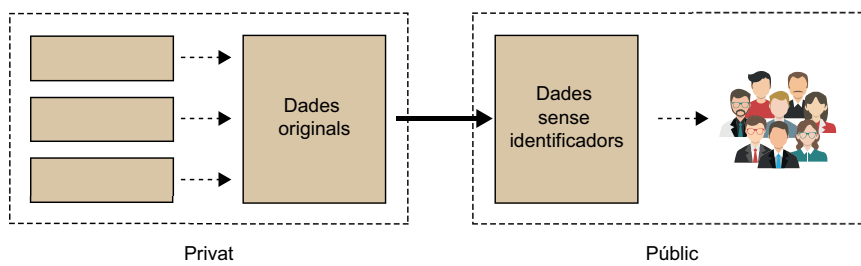 Dades
originals
Dades
sense
identificadors
Privat
Públic